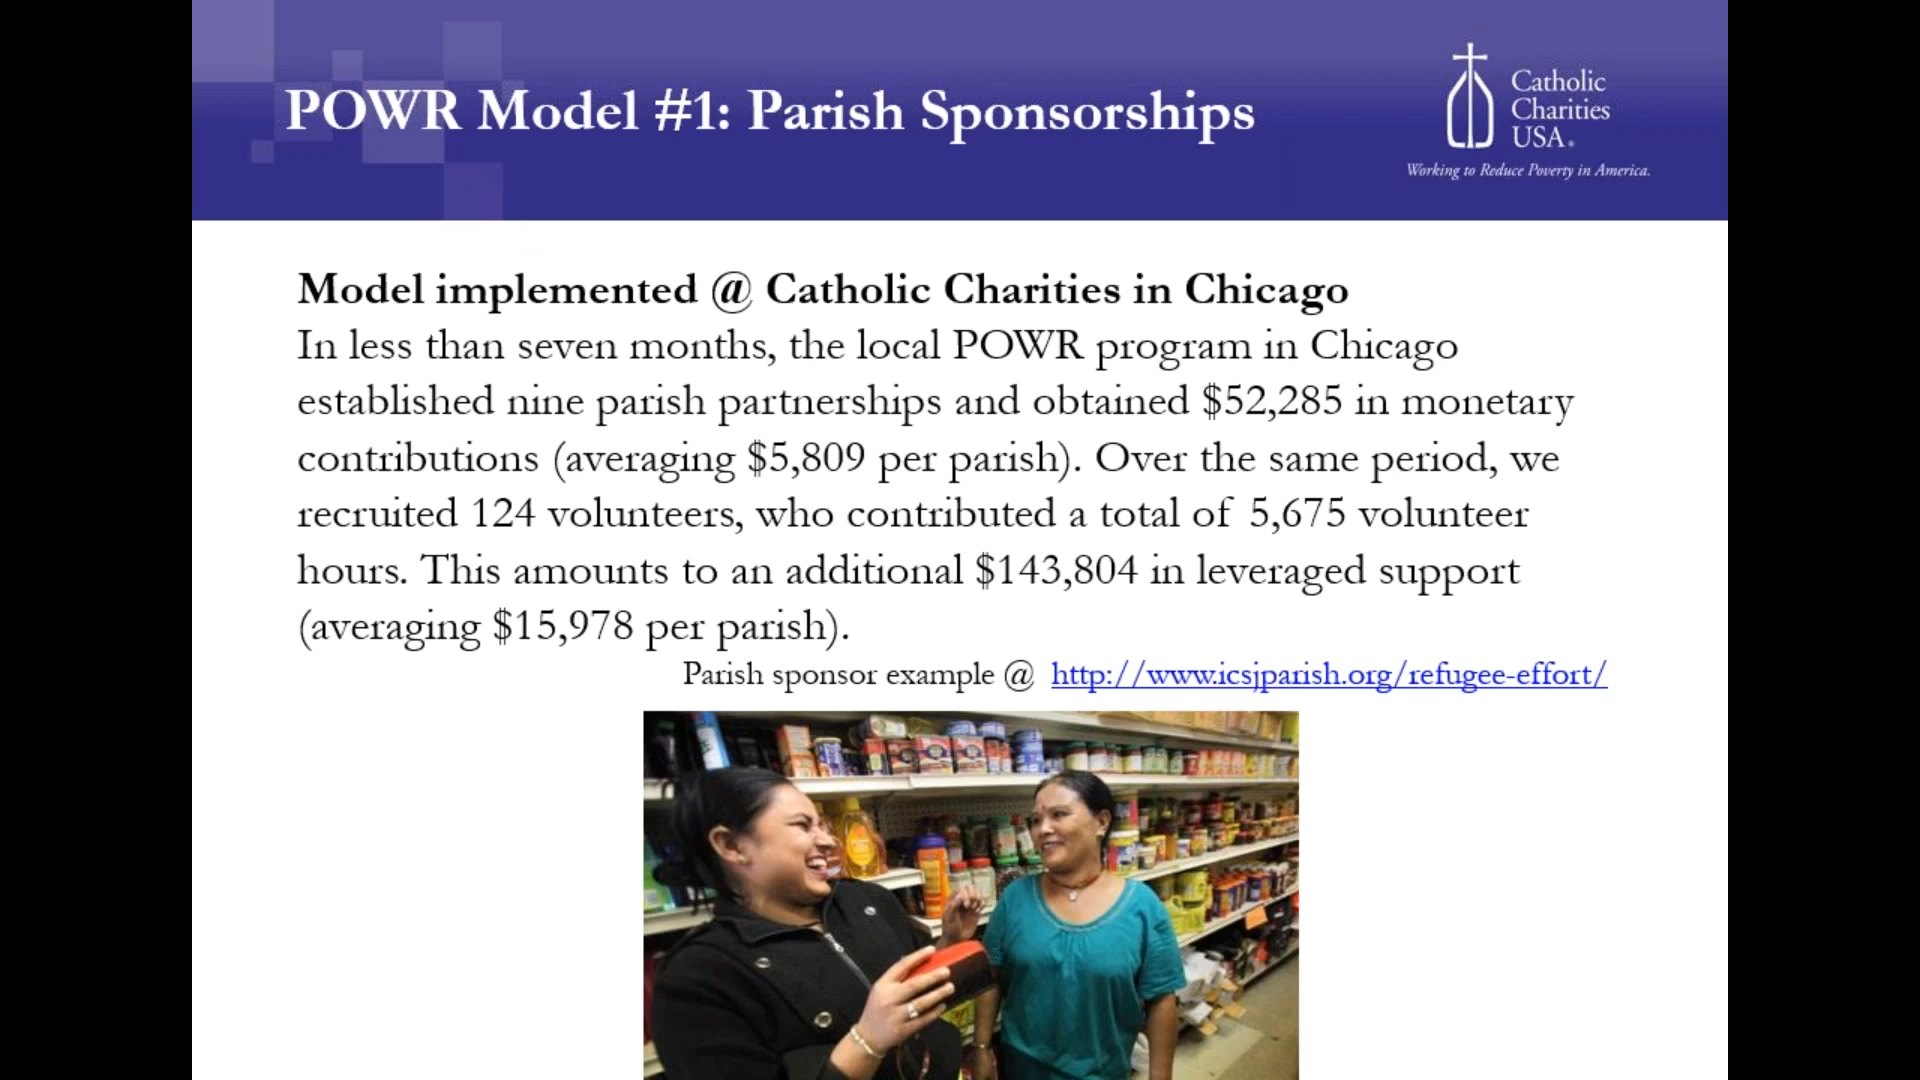 POWR Model #1: Parish Sponsorships
Catholic
Charities
USA®
Working to Reduce Poverty in America.
Model implemented @ Catholic Charities in Chicago
In less than seven months, the local POWR program in Chicago
established nine parish partnerships and obtained $52,285 in monetary
contributions (averaging $5,809 per parish). Over the same period, we
recruited 124 volunteers, who contributed a total of 5,675 volunteer
hours. This amounts to an additional $143,804 in leveraged support
(averaging $15,978 per parish).
Parish sponsor example @ http://www.icsjparish.org/refugee-effort/